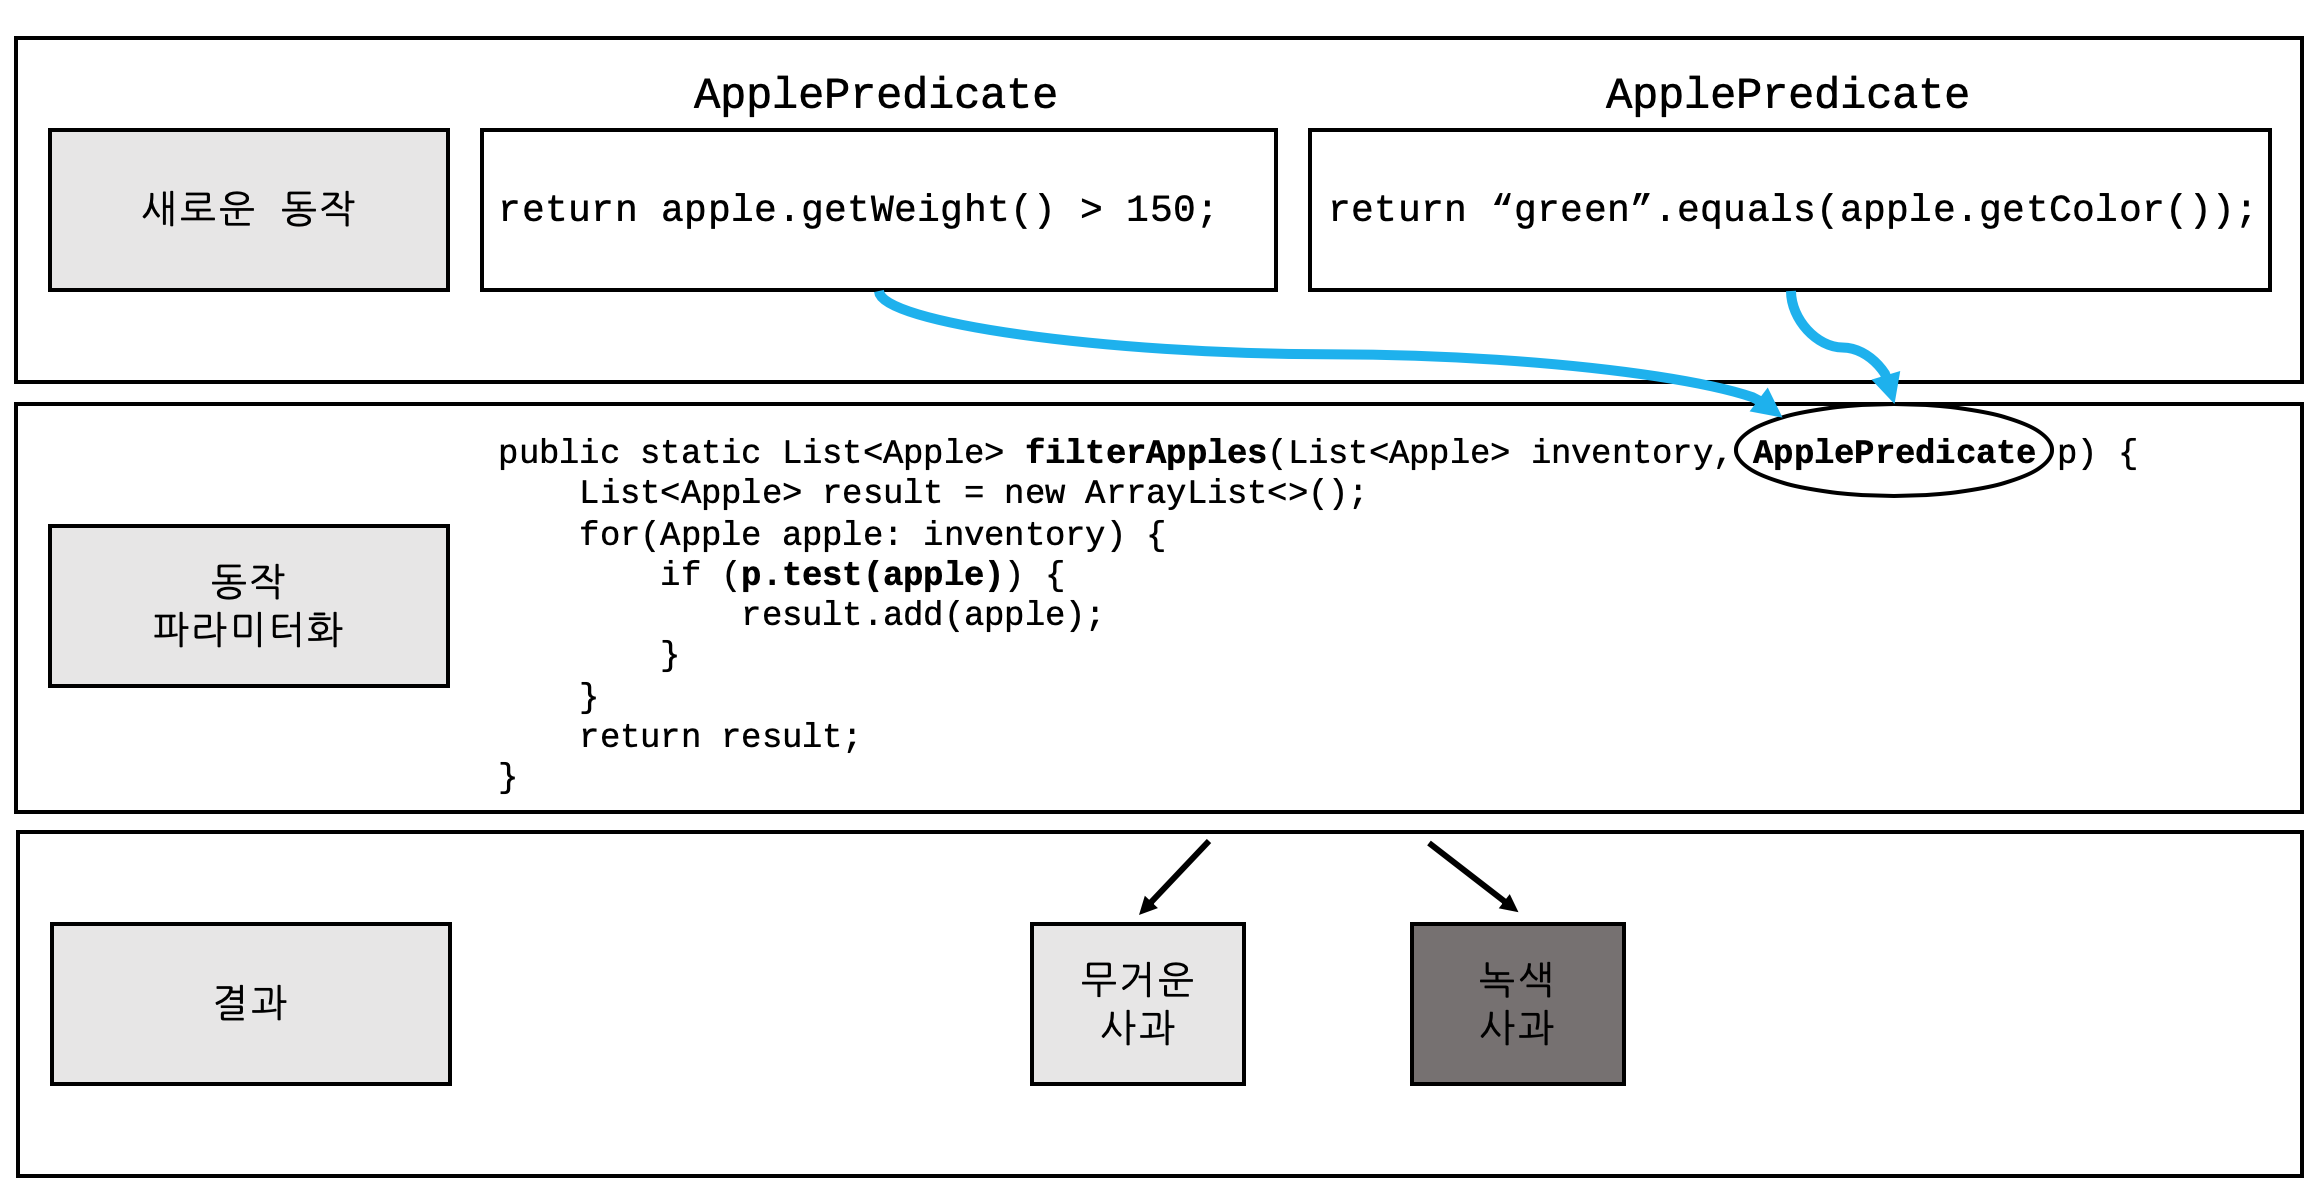 ApplePredicate
ApplePredicate
새로운 동작
return apple.getWeight() > 150;
return “green”.equals(apple.getColor());
동작
파라미터화
public static List<Apple> filterApples(List<Apple> inventory, ApplePredicate p) {
    List<Apple> result = new ArrayList<>();
    for(Apple apple: inventory) {
        if (p.test(apple)) {
            result.add(apple);
        }
    }
    return result;
}
결과
무거운
사과
녹색
사과